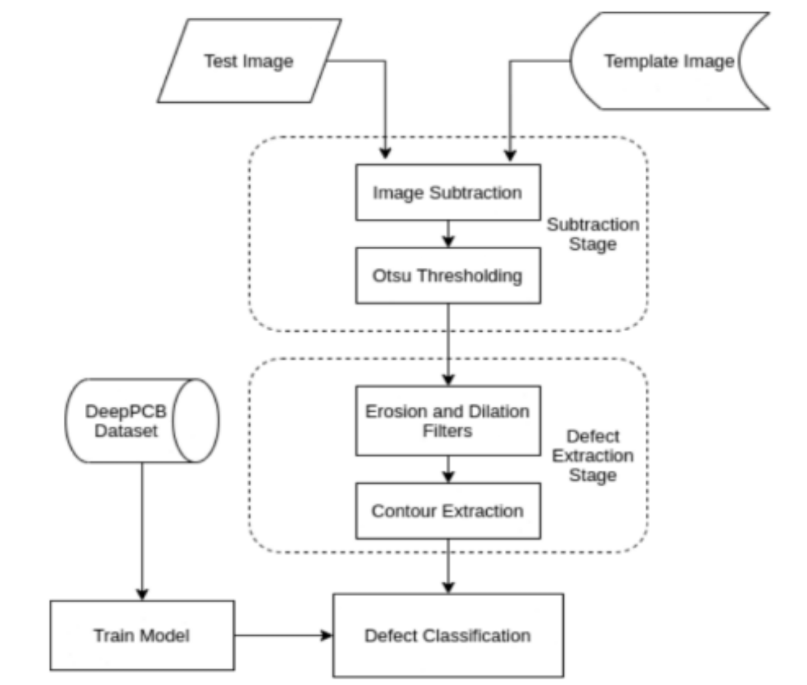 Test Image
Template Image
Image Subtraction
Subtraction
Stage
Otsu Thresholding
Erosion and Dilation
Filters
Defect
Extraction
Stage
DeepPCB
Dataset
Contour Extraction
Train Model
Defect Classification